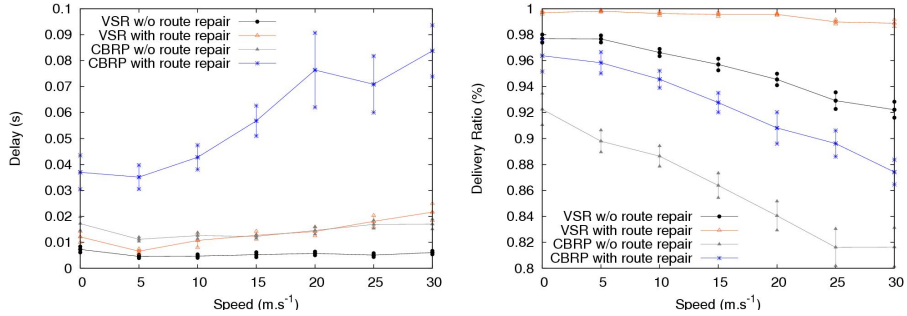 VSR w/o route repair
VSR with route repair
CBRP w/o route repair
CBRP with route repair
0.1
0.09
0.08
0.07
0.06
0.05
0.04
0.03
0.02
0.01
0
Delay (s)
0 5 10 15 20 25 30
Speed (m.s⁻¹)
1
0.98
0.96
0.94
0.92
0.9
0.88
0.86
0.84
0.82
0.8
Delivery Ratio (%)
VSR w/o route repair
VSR with route repair
CBRP w/o route repair
CBRP with route repair
0 5 10 15 20 25 30
Speed (m.s⁻¹)